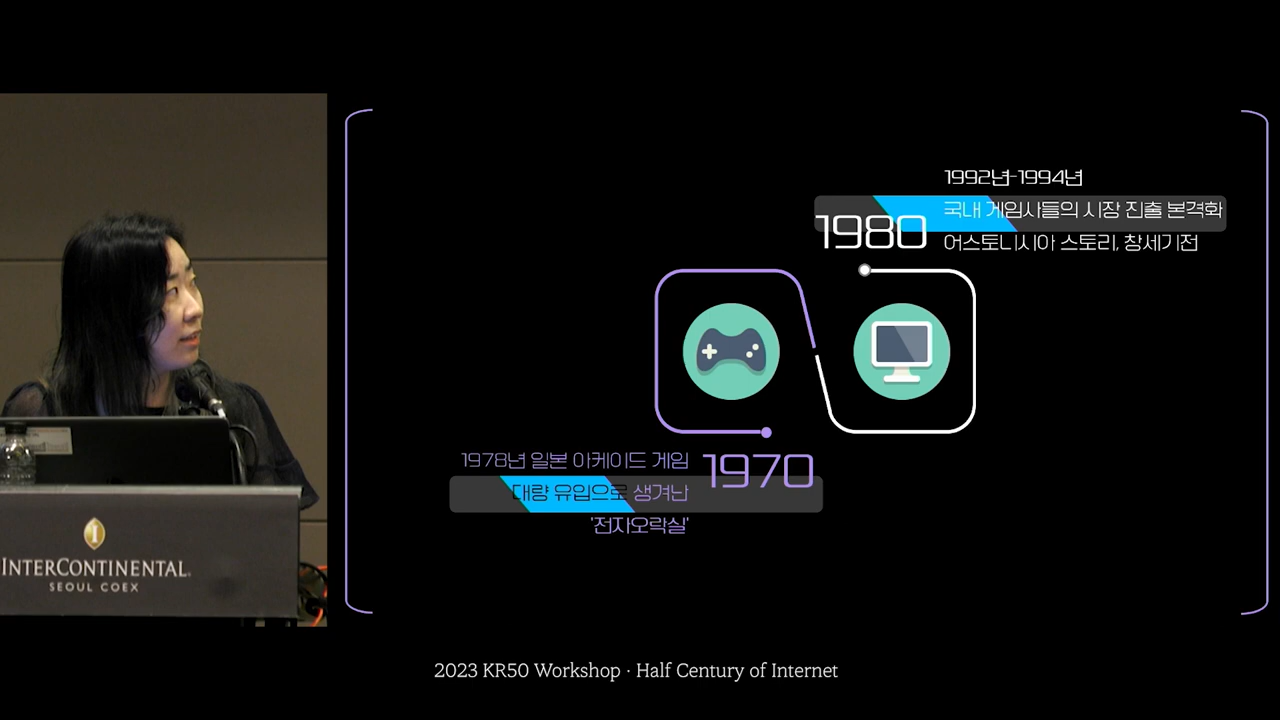 1992년-1994년
국내 게임사들의 시장 진출 본격화
1980
어스토니시아 스토리, 창세기전
1978년 일본 아케이드 게임
1970
대량 유입으로 생겨난
'전자오락실'
INTERCONTINENTAL.
SEOUL COEX
2023 KR50 Workshop · Half Century of Internet